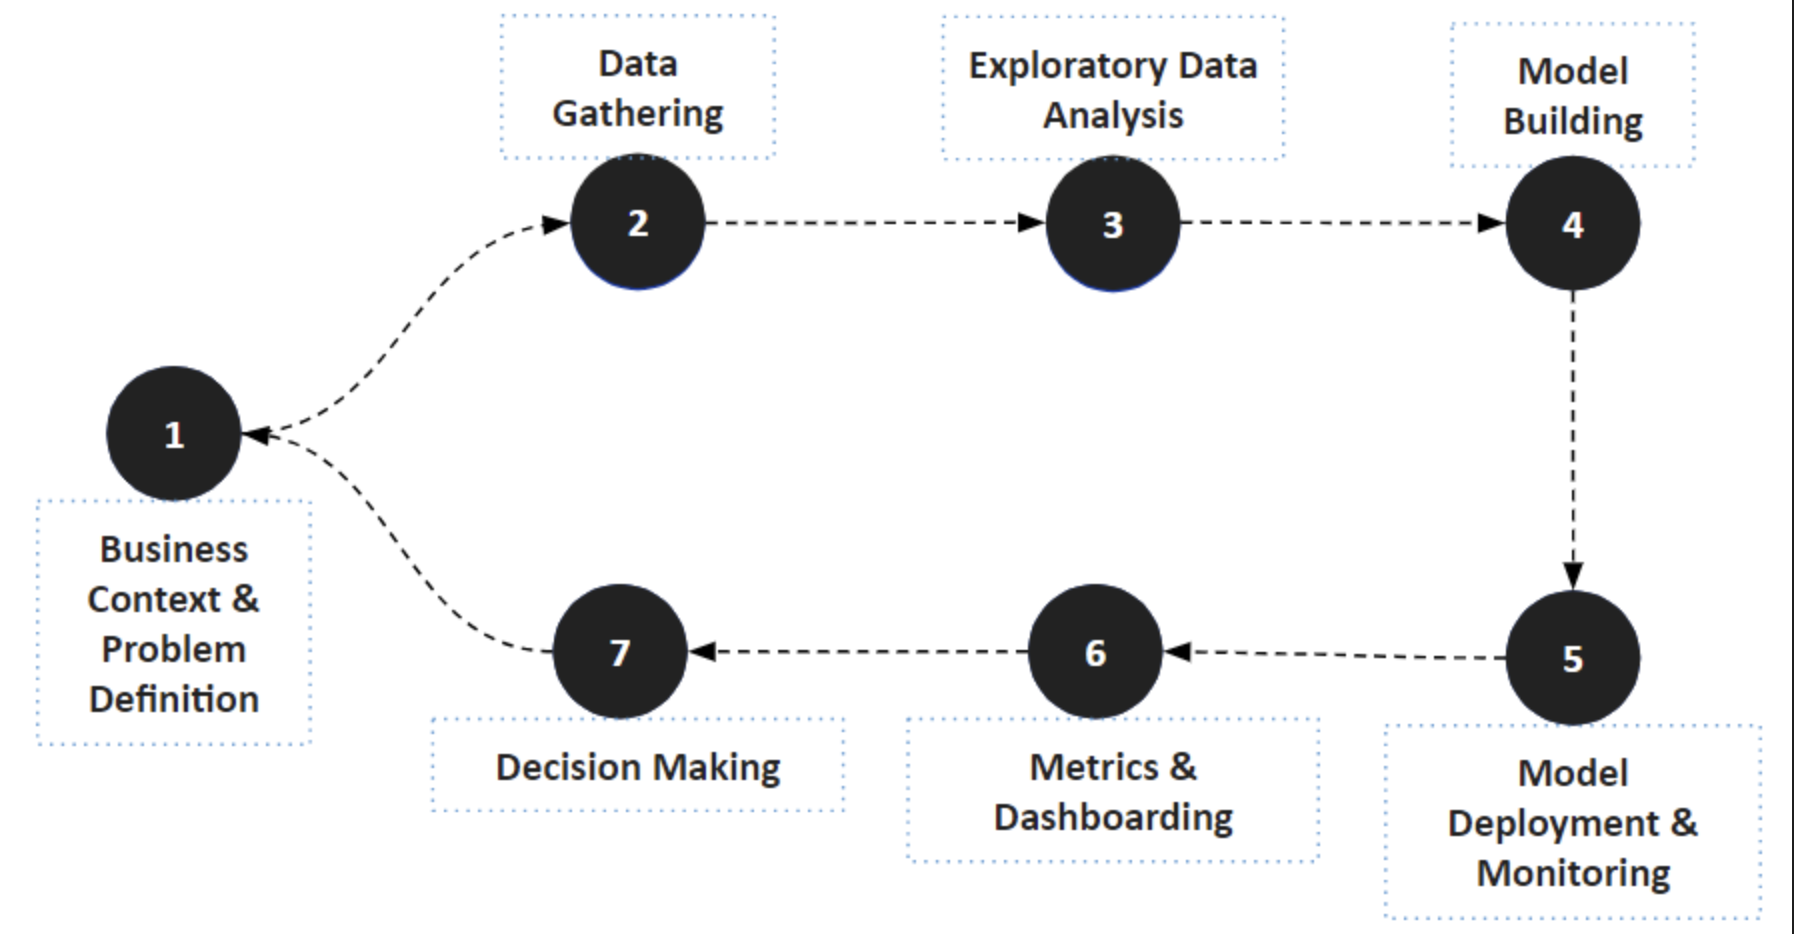 Data
Gathering
2
Exploratory Data
Analysis
3
Model
Building
4
1
Business
Context &
Problem
Definition
7
Decision Making
6
Metrics &
Dashboarding
5
Model
Deployment &
Monitoring